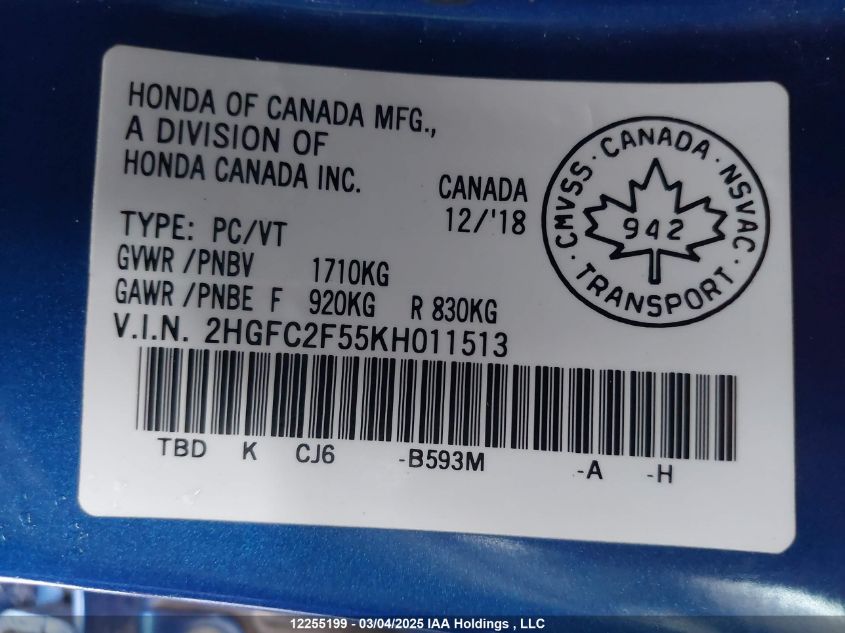 HONDA OF CANADA MFG.,
A DIVISION OF
HONDA CANADA INC.
CANADA
12/'18
TYPE: PC/VT
GVWR /PNBV 1710KG
GAWR /PNBE F 920KG R 830KG
V.I.N. 2HGFC2F55KH011513
TBD K CJ6 -B593M -A -H
CMVSS · CANADA · NSVAC · TRANSPORT ·
942
12255199 - 03/04/2025 IAA Holdings , LLC